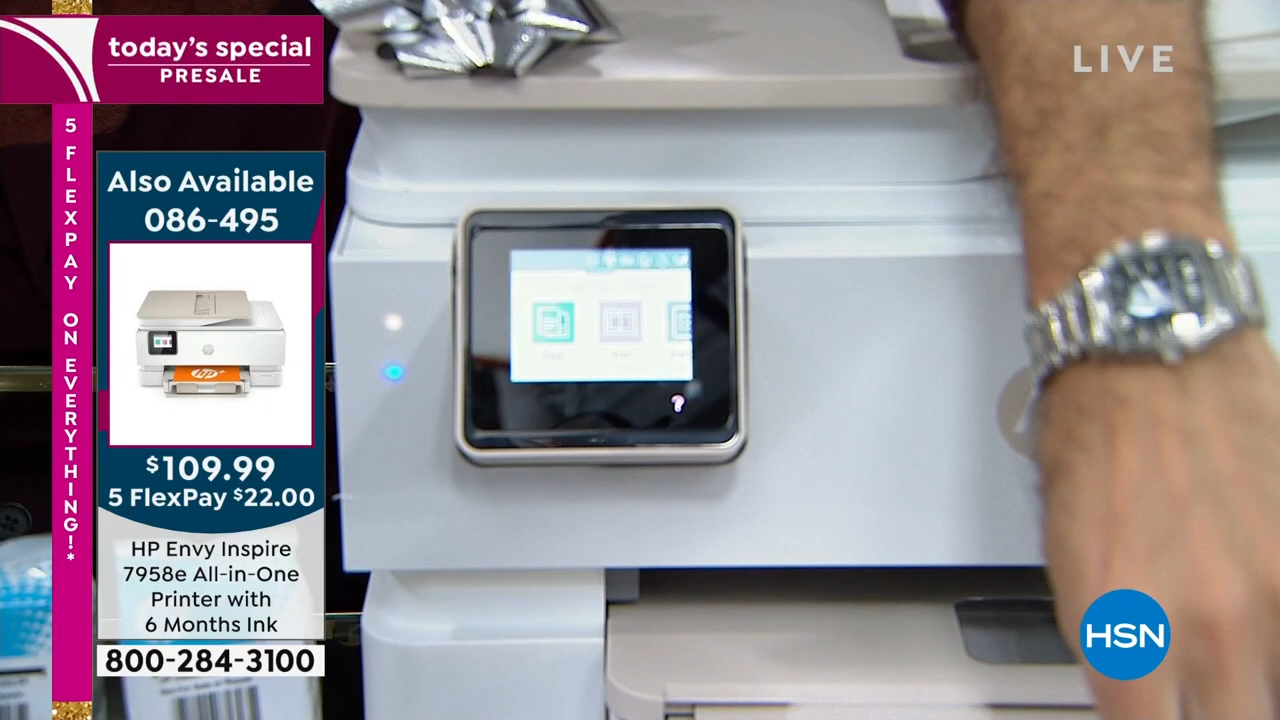 today's special
PRESALE
LIVE
5 FLEXPAY ON EVERYTHING!*
Also Available
086-495
hp+
$109.99
5 FlexPay $22.00
HP Envy Inspire
7958e All-in-One
Printer with
6 Months Ink
800-284-3100
?
HSN